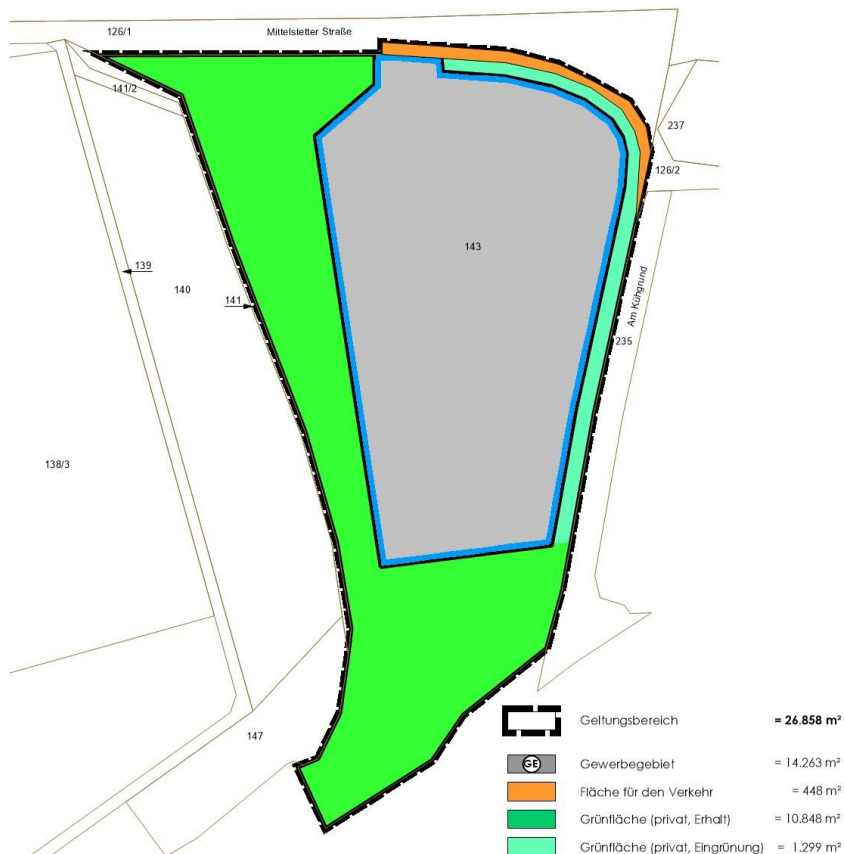 126/1
Mittelstetter Straße
141/2
237
126/2
143
139
140
141
Am Kühgrund
235
138/3
147
Geltungsbereich = 26.858 m²
GE Gewerbegebiet = 14.263 m²
Fläche für den Verkehr = 448 m²
Grünfläche (privat, Erhalt) = 10.848 m²
Grünfläche (privat, Eingrünung) = 1.299 m²